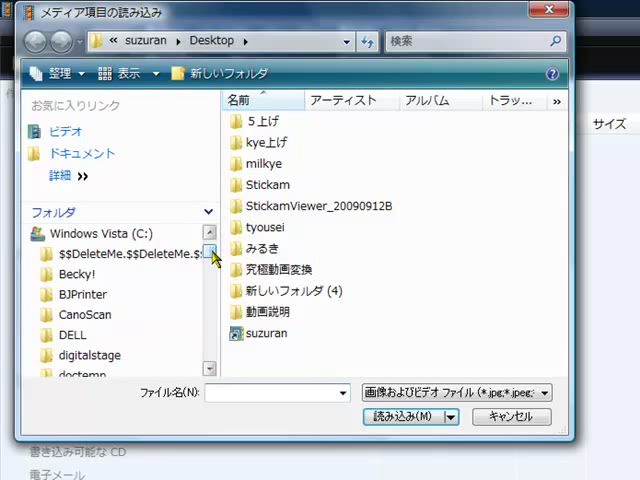 メディア項目の読み込み
« suzuran ▸ Desktop ▸
検索
整理 表示 新しいフォルダ
お気に入りリンク
ビデオ
ドキュメント
詳細 »
フォルダ
Windows Vista (C:)
$$DeleteMe.$$DeleteMe.$
Becky!
BJPrinter
CanoScan
DELL
digitalstage
doctemp
名前 アーティスト アルバム トラッ... »
５上げ
kye上げ
milkye
Stickam
StickamViewer_20090912B
tyousei
みるき
究極動画変換
新しいフォルダ (4)
動画説明
suzuran
サイズ
ファイル名(N):
画像およびビデオ ファイル (*.jpg;*.jpeg;
読み込み(M)
キャンセル
書き込み可能な CD
電子メール